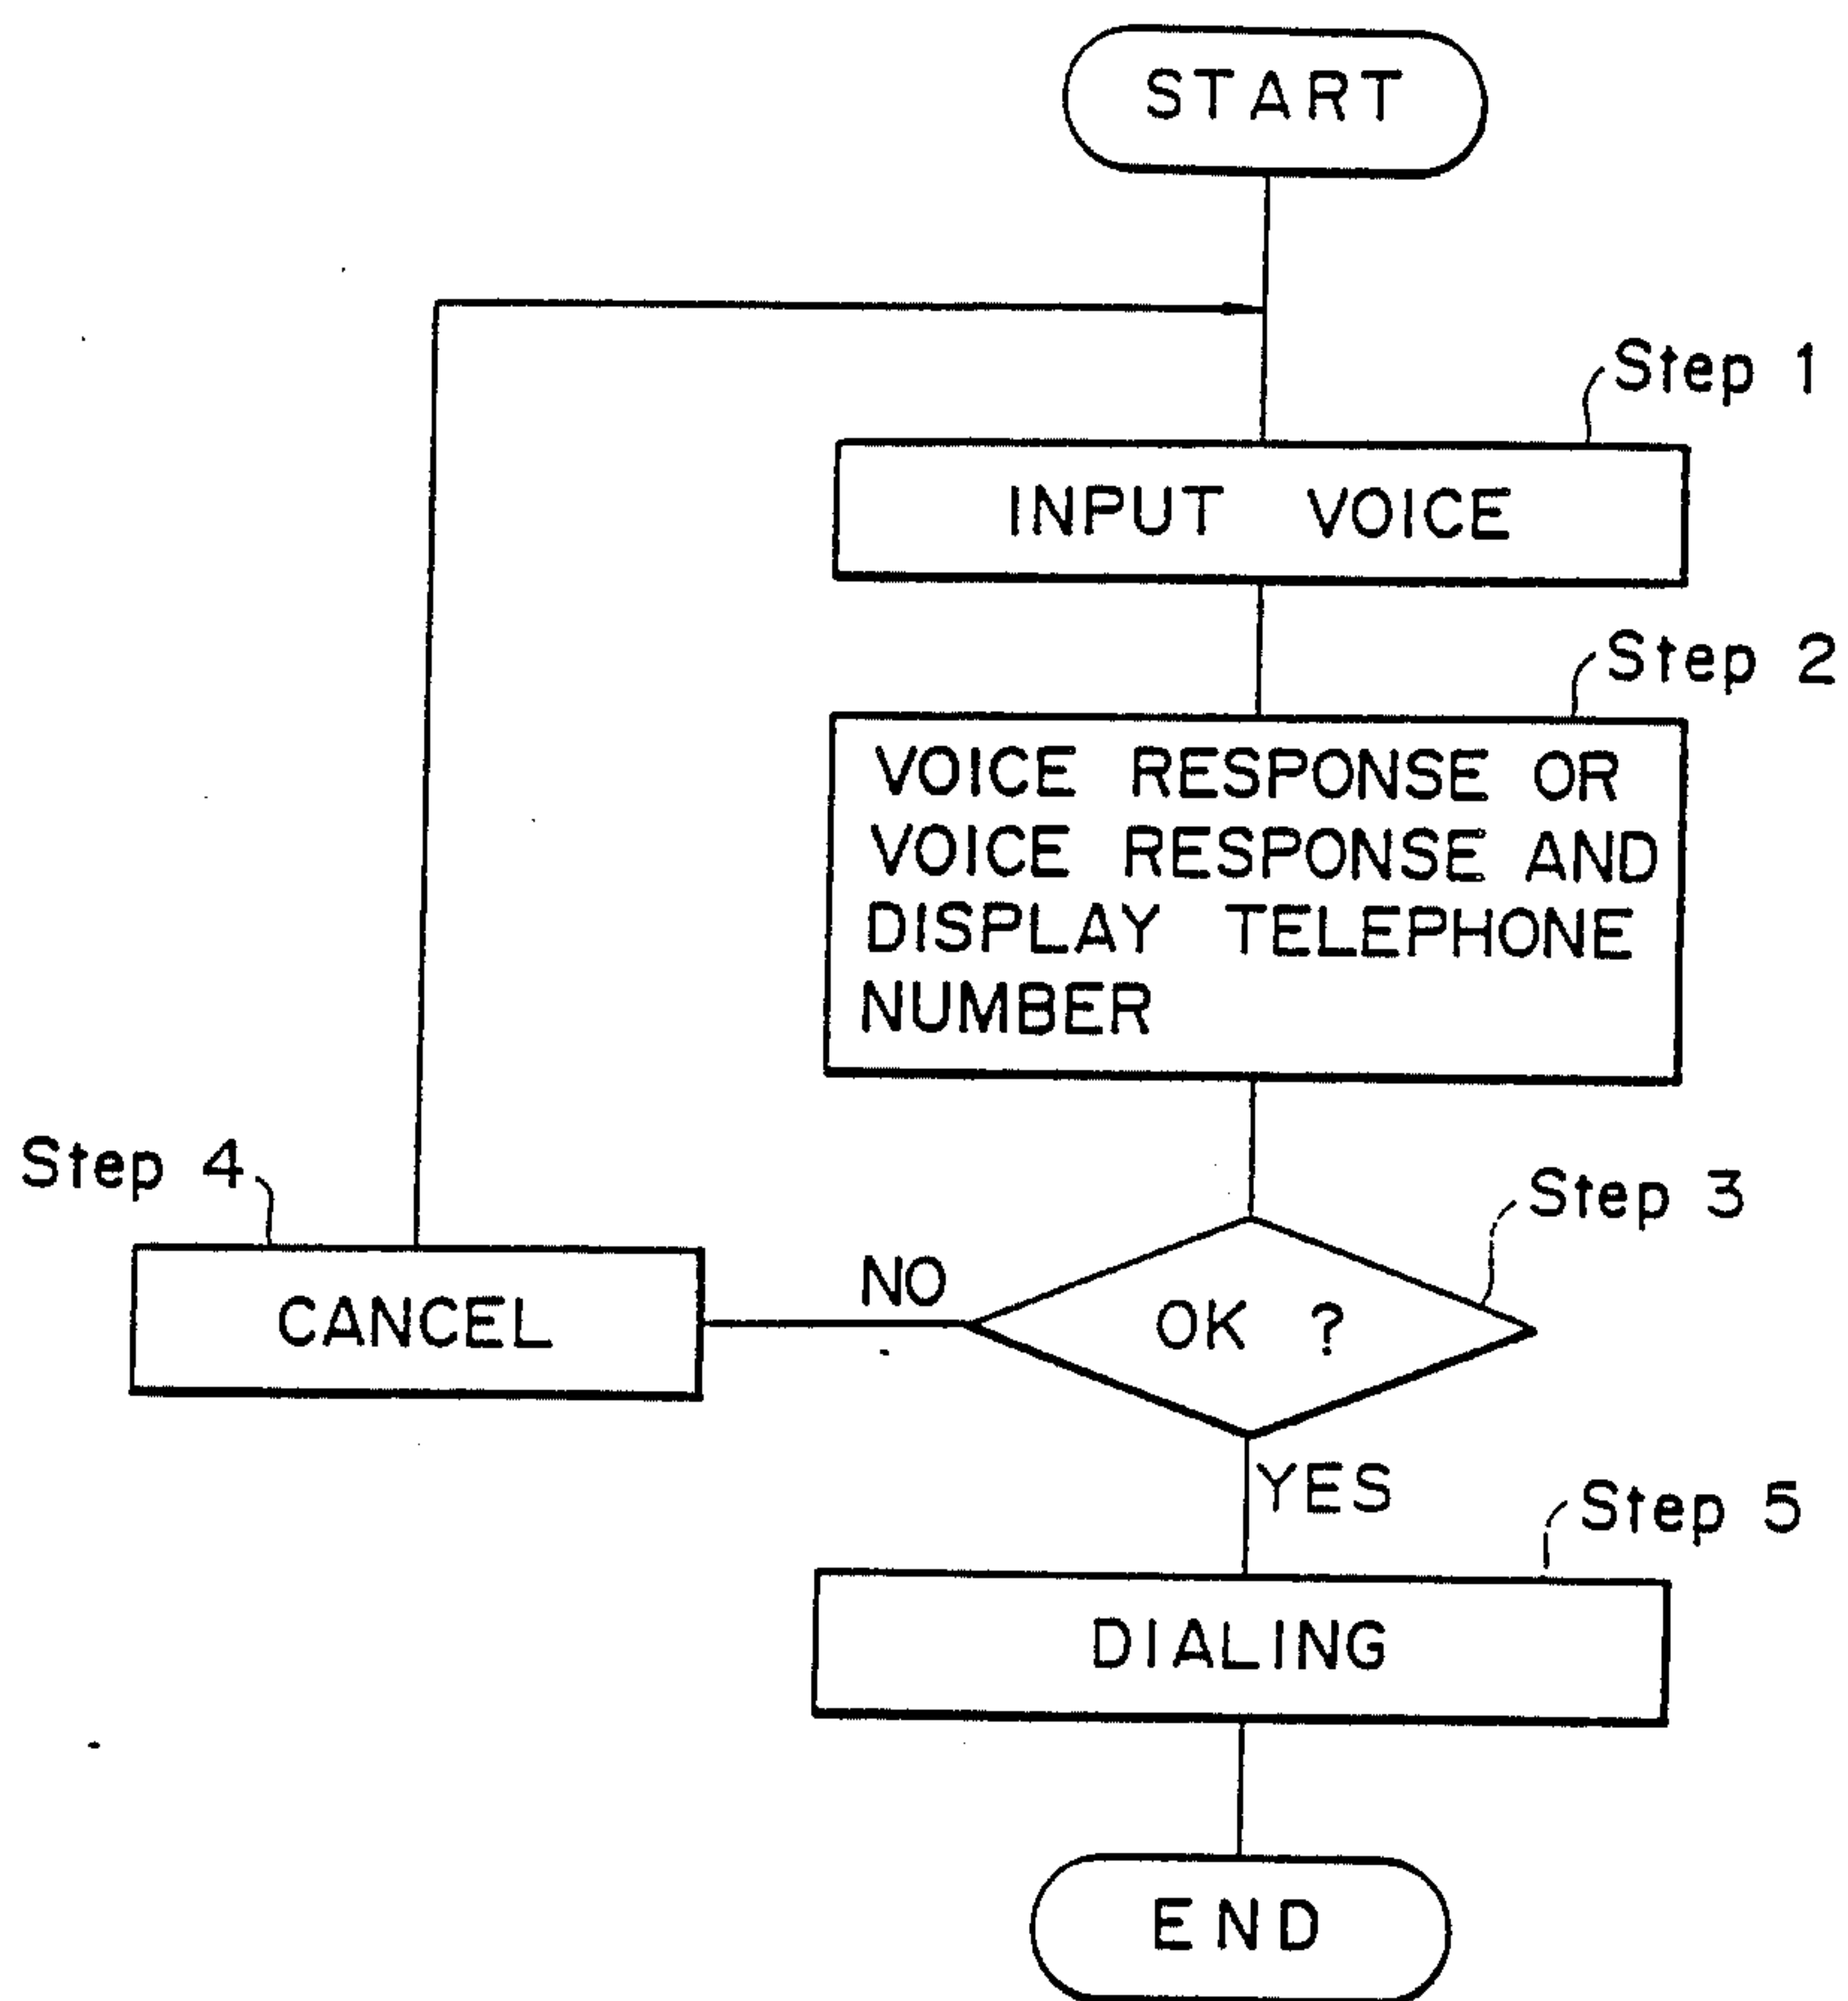 START
Step 1
INPUT VOICE
Step 2
VOICE RESPONSE OR
VOICE RESPONSE AND
DISPLAY TELEPHONE
NUMBER
Step 4
Step 3
CANCEL
NO
OK ?
YES
Step 5
DIALING
END